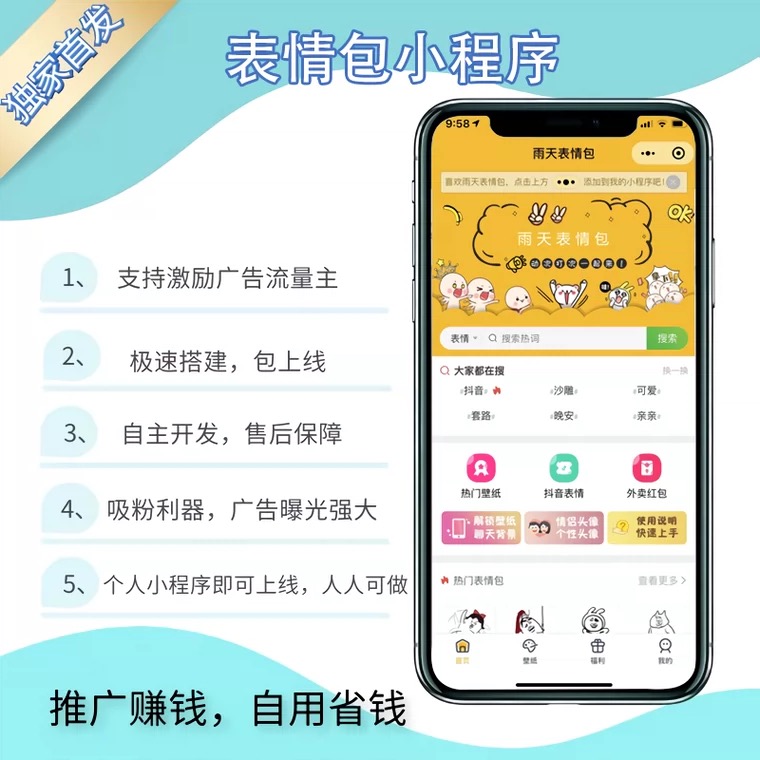 独家首发
表情包小程序
1、 支持激励广告流量主
2、 极速搭建，包上线
3、 自主开发，售后保障
4、 吸粉利器，广告曝光强大
5、 个人小程序即可上线，人人可做
推广赚钱，自用省钱
9:58
雨天表情包
喜欢雨天表情包，点击上方 添加到我的小程序吧！
OK
雨天表情包
表情 搜索热词 搜索
大家都在搜 换一换
#抖音 #沙雕# #可爱#
#套路# #晚安# #亲亲#
热门壁纸 抖音表情 外卖红包
解锁壁纸 情侣头像 使用说明
聊天背景 个性头像 快速上手
热门表情包 查看更多
首页 壁纸 福利 我的